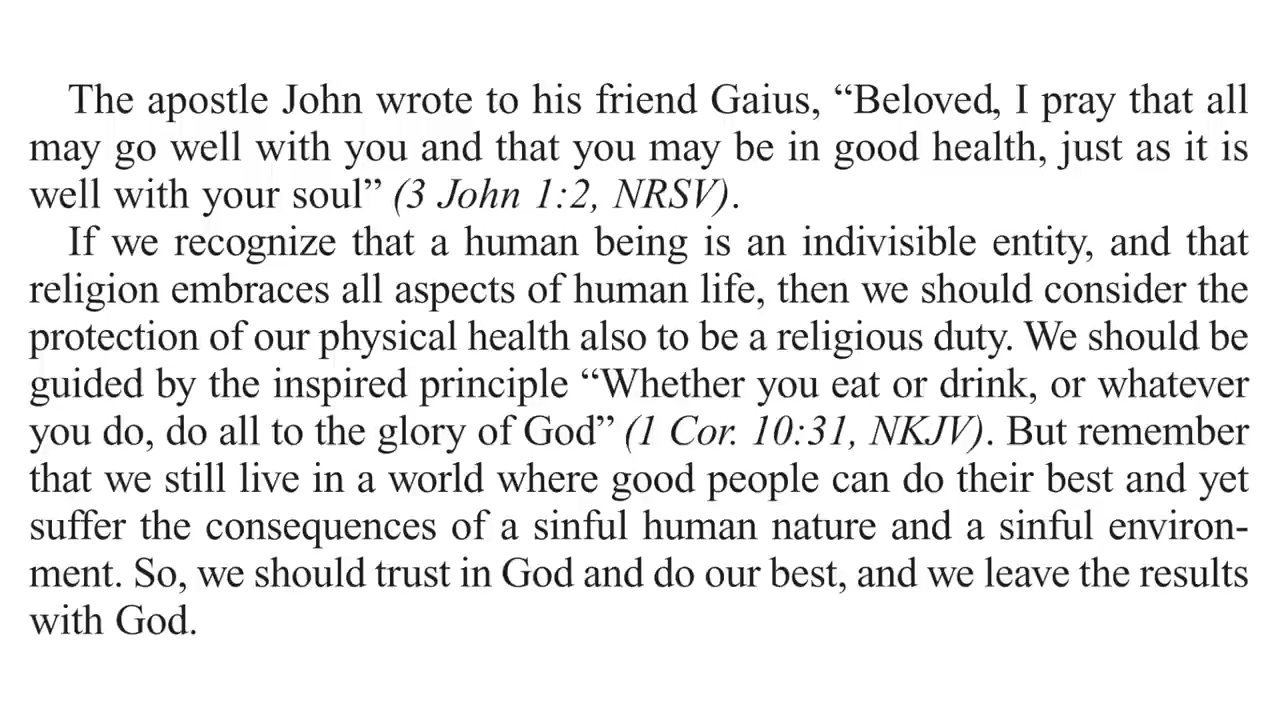 The apostle John wrote to his friend Gaius, “Beloved, I pray that all
may go well with you and that you may be in good health, just as it is
well with your soul” (3 John 1:2, NRSV).
If we recognize that a human being is an indivisible entity, and that
religion embraces all aspects of human life, then we should consider the
protection of our physical health also to be a religious duty. We should be
guided by the inspired principle “Whether you eat or drink, or whatever
you do, do all to the glory of God” (1 Cor. 10:31, NKJV). But remember
that we still live in a world where good people can do their best and yet
suffer the consequences of a sinful human nature and a sinful environ-
ment. So, we should trust in God and do our best, and we leave the results
with God.